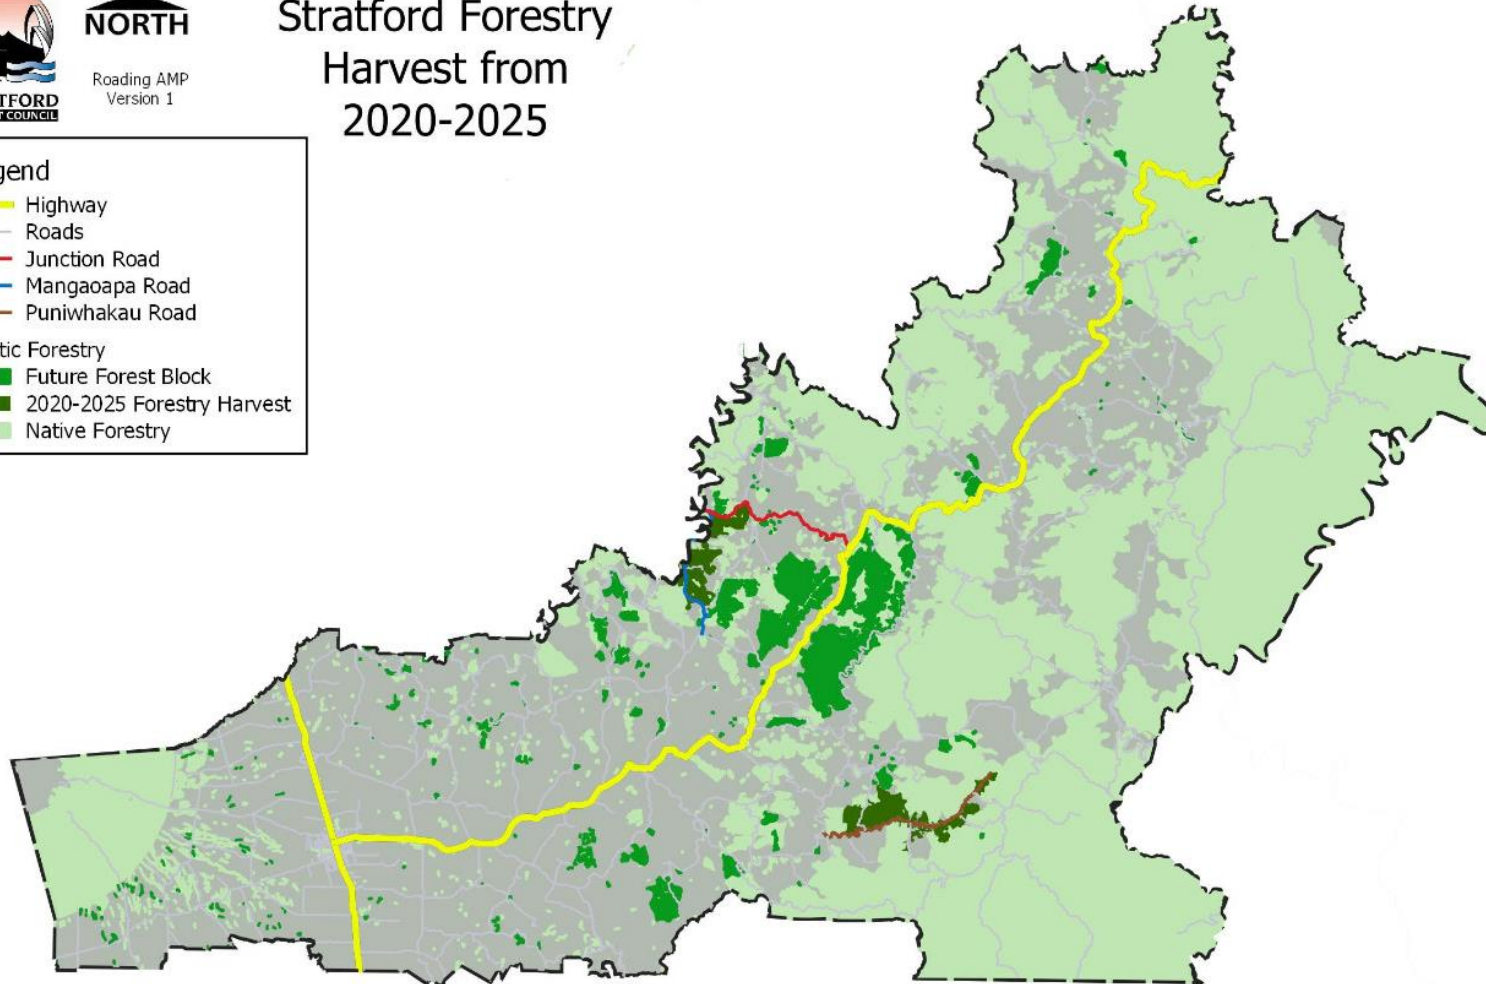 NORTH
Roading AMP
Version 1
TFORD
T COUNCIL
Stratford Forestry
Harvest from
2020-2025
gend
Highway
Roads
Junction Road
Mangaoapa Road
Puniwhakau Road
tic Forestry
Future Forest Block
2020-2025 Forestry Harvest
Native Forestry